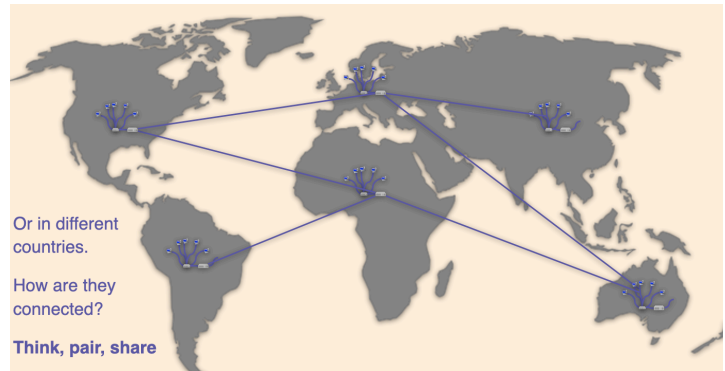 Or in different
countries.
How are they
connected?
Think, pair, share